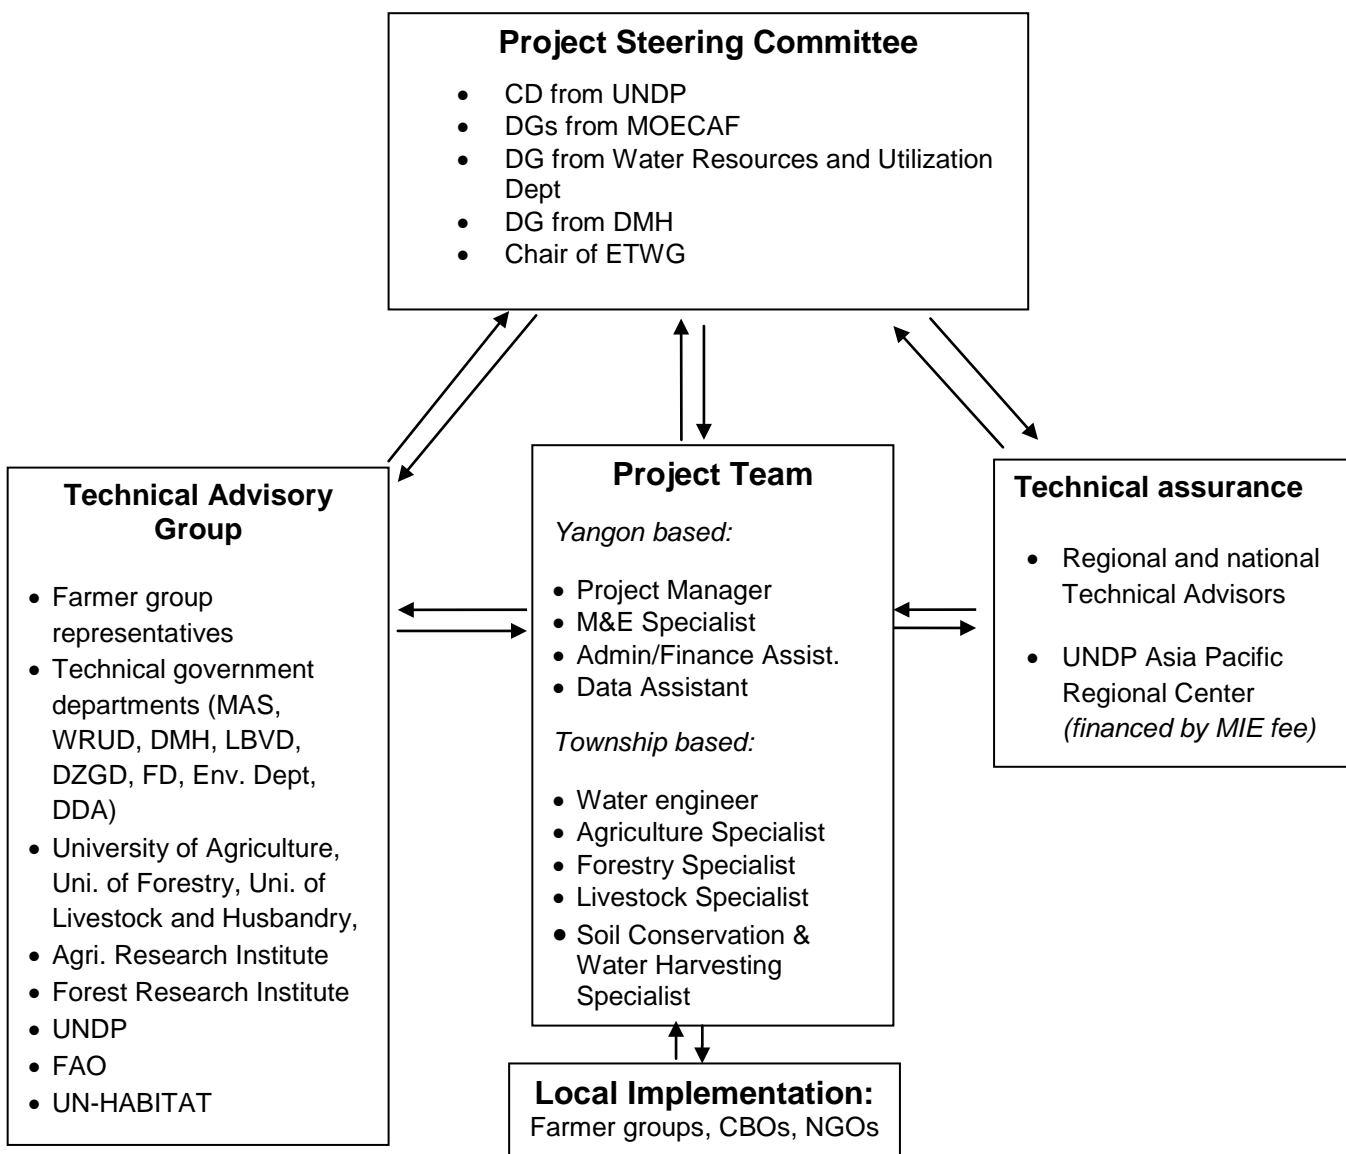 Project Steering Committee
• CD from UNDP
• DGs from MOECAF
• DG from Water Resources and Utilization
Dept
• DG from DMH
• Chair of ETWG
Technical Advisory
Group
• Farmer group
representatives
• Technical government
departments (MAS,
WRUD, DMH, LBVD,
DZGD, FD, Env. Dept,
DDA)
• University of Agriculture,
Uni. of Forestry, Uni. of
Livestock and Husbandry,
• Agri. Research Institute
• Forest Research Institute
• UNDP
• FAO
• UN-HABITAT
Project Team
Yangon based:
• Project Manager
• M&E Specialist
• Admin/Finance Assist.
• Data Assistant
Township based:
• Water engineer
• Agriculture Specialist
• Forestry Specialist
• Livestock Specialist
• Soil Conservation &
Water Harvesting
Specialist
Technical assurance
• Regional and national
Technical Advisors
• UNDP Asia Pacific
Regional Center
(financed by MIE fee)
Local Implementation:
Farmer groups, CBOs, NGOs